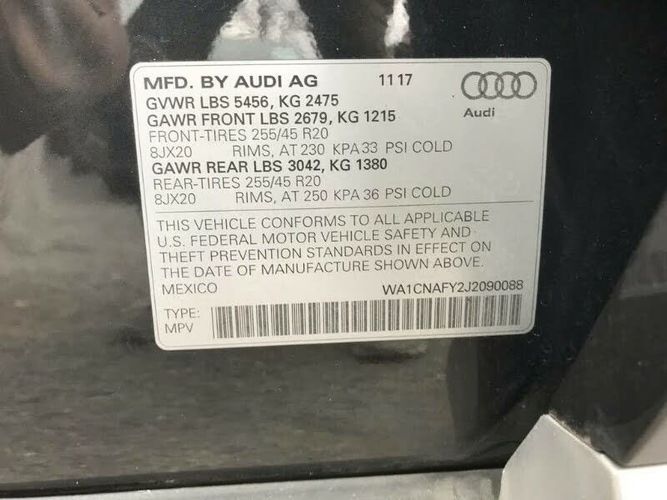 MFD. BY AUDI AG 11 17
GVWR LBS 5456, KG 2475
GAWR FRONT LBS 2679, KG 1215
FRONT-TIRES 255/45 R20
8JX20 RIMS, AT 230 KPA 33 PSI COLD
GAWR REAR LBS 3042, KG 1380
REAR-TIRES 255/45 R20
8JX20 RIMS, AT 250 KPA 36 PSI COLD
Audi
THIS VEHICLE CONFORMS TO ALL APPLICABLE
U.S. FEDERAL MOTOR VEHICLE SAFETY AND
THEFT PREVENTION STANDARDS IN EFFECT ON
THE DATE OF MANUFACTURE SHOWN ABOVE.
MEXICO WA1CNAFY2J2090088
TYPE:
MPV